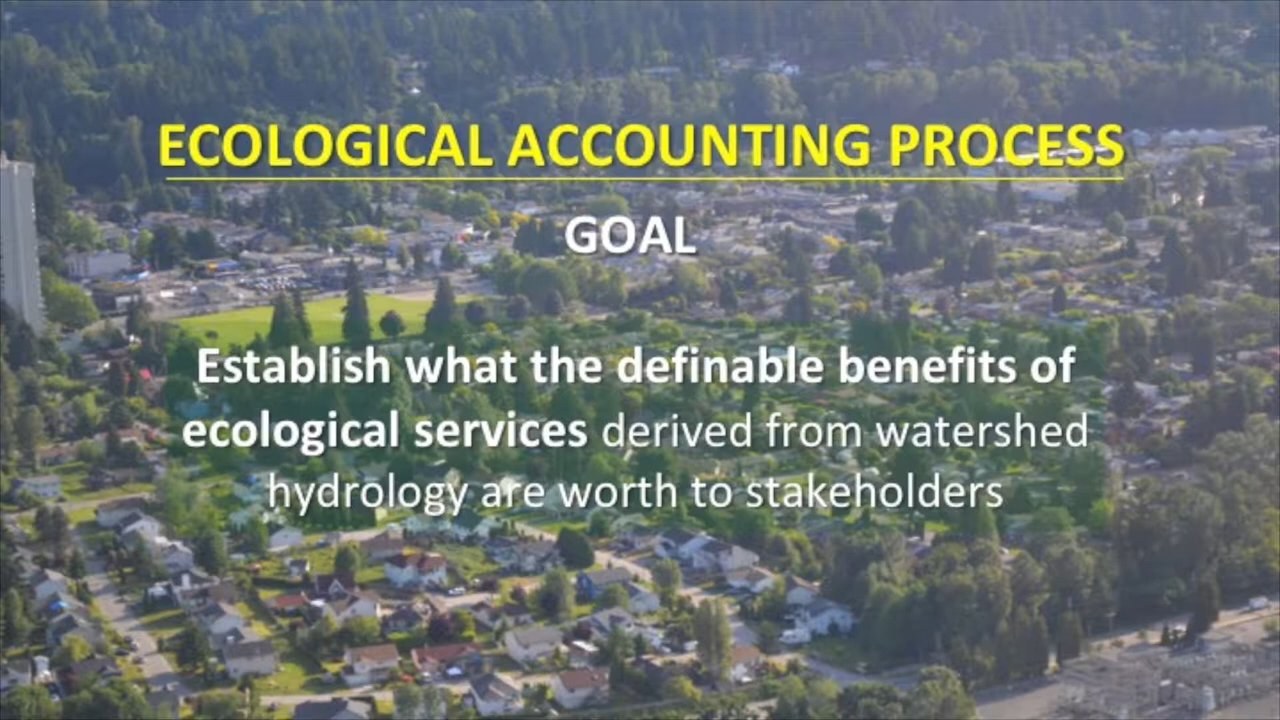 ECOLOGICAL ACCOUNTING PROCESS
GOAL
Establish what the definable benefits of
ecological services derived from watershed
hydrology are worth to stakeholders